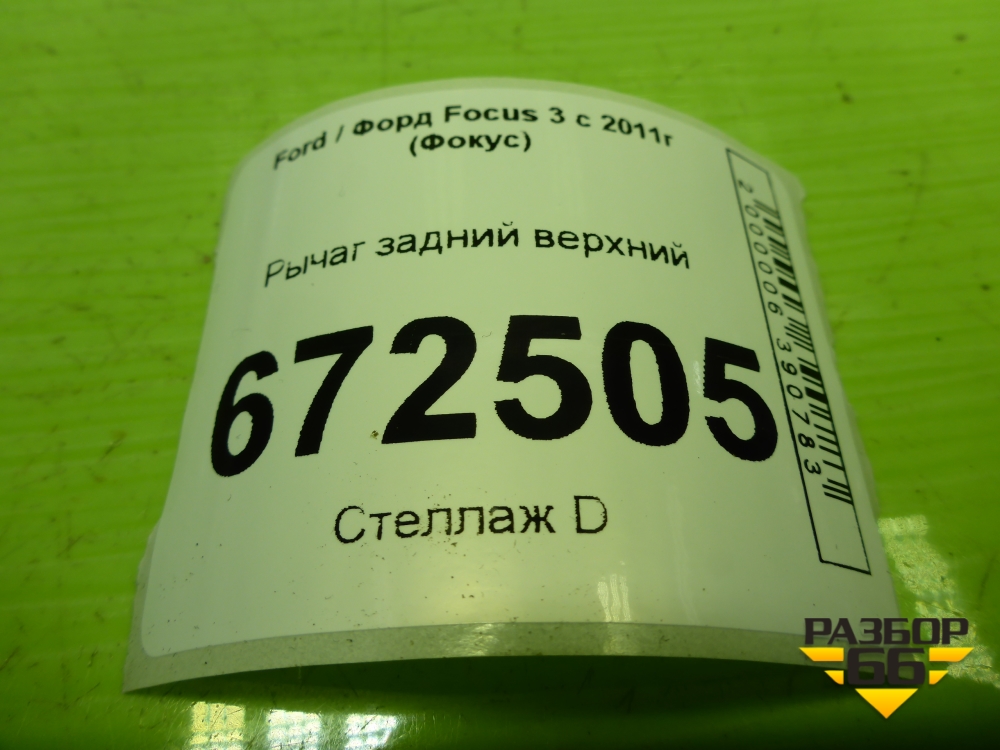 Ford / Форд Focus 3 с 2011г
(Фокус)
Рычаг задний верхний
672505
Стеллаж D
2000006390783
РАЗБОР
66